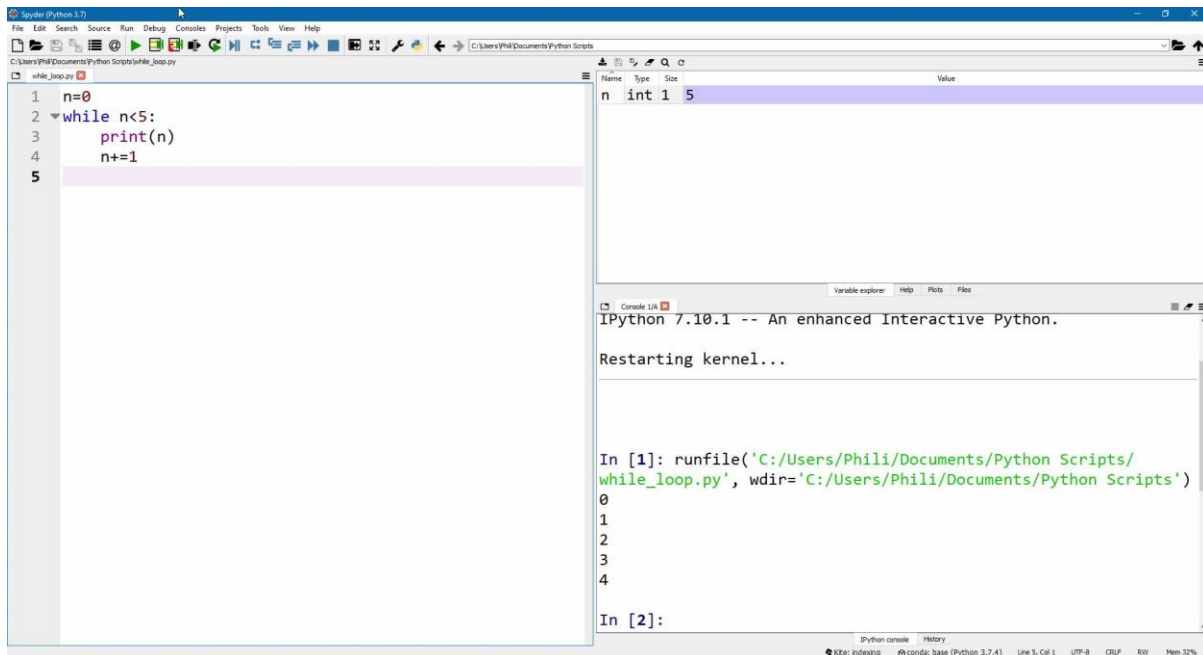 Spyder (Python 3.7)
File Edit Search Source Run Debug Consoles Projects Tools View Help
C:\Users\Phili\Documents\Python Scripts
C:\Users\Phili\Documents\Python Scripts\while_loop.py
while_loop.py
1 n=0
2 while n<5:
3 print(n)
4 n+=1
5
Name Type Size Value
n int 1 5
Variable explorer Help Plots Files
Console 1/A
IPython 7.10.1 -- An enhanced Interactive Python.
Restarting kernel...
In [1]: runfile('C:/Users/Phili/Documents/Python Scripts/
while_loop.py', wdir='C:/Users/Phili/Documents/Python Scripts')
0
1
2
3
4
In [2]:
IPython console History
Kite: indexing conda: base (Python 3.7.4) Line 5, Col 1 UTF-8 CRLF RW Mem 32%